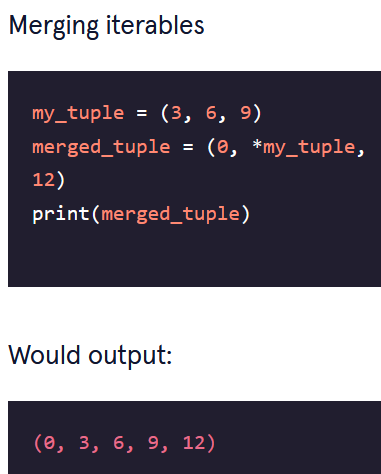 Merging iterables
my_tuple = (3, 6, 9)
merged_tuple = (0, *my_tuple,
12)
print(merged_tuple)
Would output:
(0, 3, 6, 9, 12)